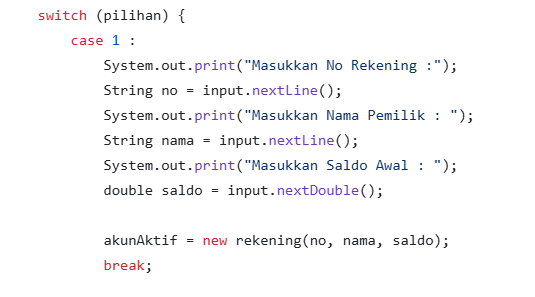 switch (pilihan) {
case 1 :
System.out.print("Masukkan No Rekening :");
String no = input.nextLine();
System.out.print("Masukkan Nama Pemilik : ");
String nama = input.nextLine();
System.out.print("Masukkan Saldo Awal : ");
double saldo = input.nextDouble();
akunAktif = new rekening(no, nama, saldo);
break;